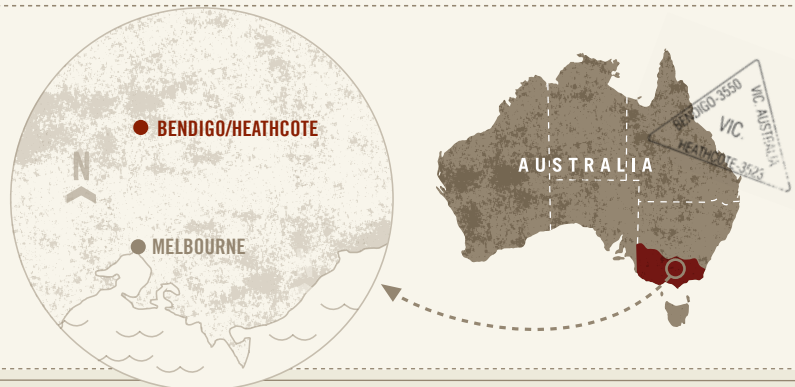 BENDIGO/HEATHCOTE
N
MELBOURNE
AUSTRALIA
BENDIGO-3550
VIC. AUSTRALIA
VIC.
HEATHCOTE-3523